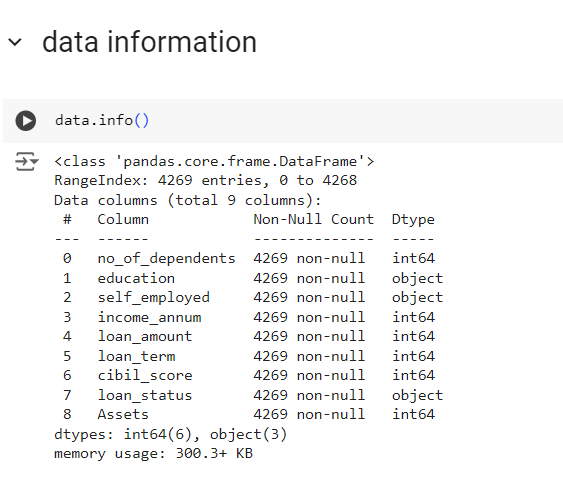 data information
data.info()
<class 'pandas.core.frame.DataFrame'>
RangeIndex: 4269 entries, 0 to 4268
Data columns (total 9 columns):
 #   Column            Non-Null Count  Dtype
---  ------            --------------  -----
 0   no_of_dependents  4269 non-null   int64
 1   education         4269 non-null   object
 2   self_employed     4269 non-null   object
 3   income_annum      4269 non-null   int64
 4   loan_amount       4269 non-null   int64
 5   loan_term         4269 non-null   int64
 6   cibil_score       4269 non-null   int64
 7   loan_status       4269 non-null   object
 8   Assets            4269 non-null   int64
dtypes: int64(6), object(3)
memory usage: 300.3+ KB